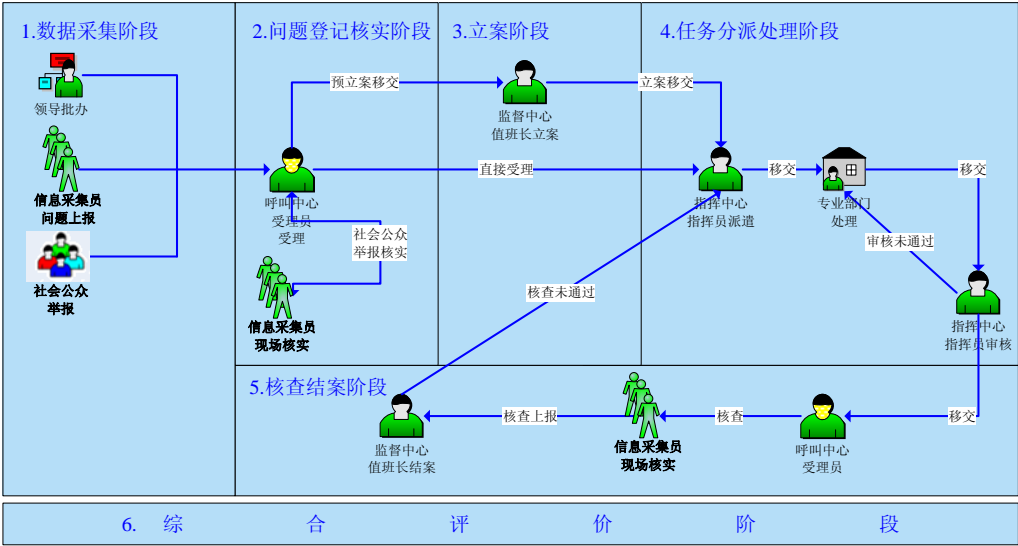 1.数据采集阶段
领导批办
信息采集员
问题上报
社会公众
举报
2.问题登记核实阶段
预立案移交
呼叫中心
受理员
受理
社会公众
举报核实
信息采集员
现场核实
3.立案阶段
监督中心
值班长立案
直接受理
核查未通过
4.任务分派处理阶段
立案移交
指挥中心
指挥员派遣
移交
专业部门
处理
移交
审核未通过
指挥中心
指挥员审核
5.核查结案阶段
移交
呼叫中心
受理员
核查
信息采集员
现场核实
核查上报
监督中心
值班长结案
6. 综 合 评 价 阶 段